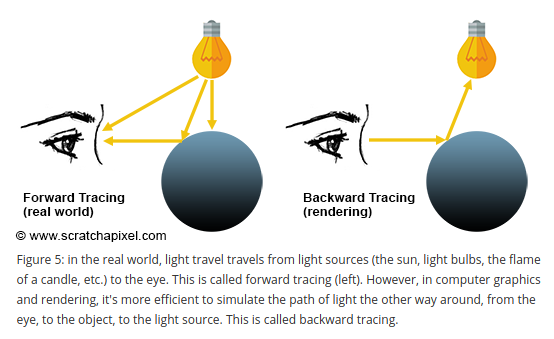 Forward Tracing
(real world)
Backward Tracing
(rendering)
© www.scratchapixel.com
Figure 5: in the real world, light travel travels from light sources (the sun, light bulbs, the flame
of a candle, etc.) to the eye. This is called forward tracing (left). However, in computer graphics
and rendering, it's more efficient to simulate the path of light the other way around, from the
eye, to the object, to the light source. This is called backward tracing.